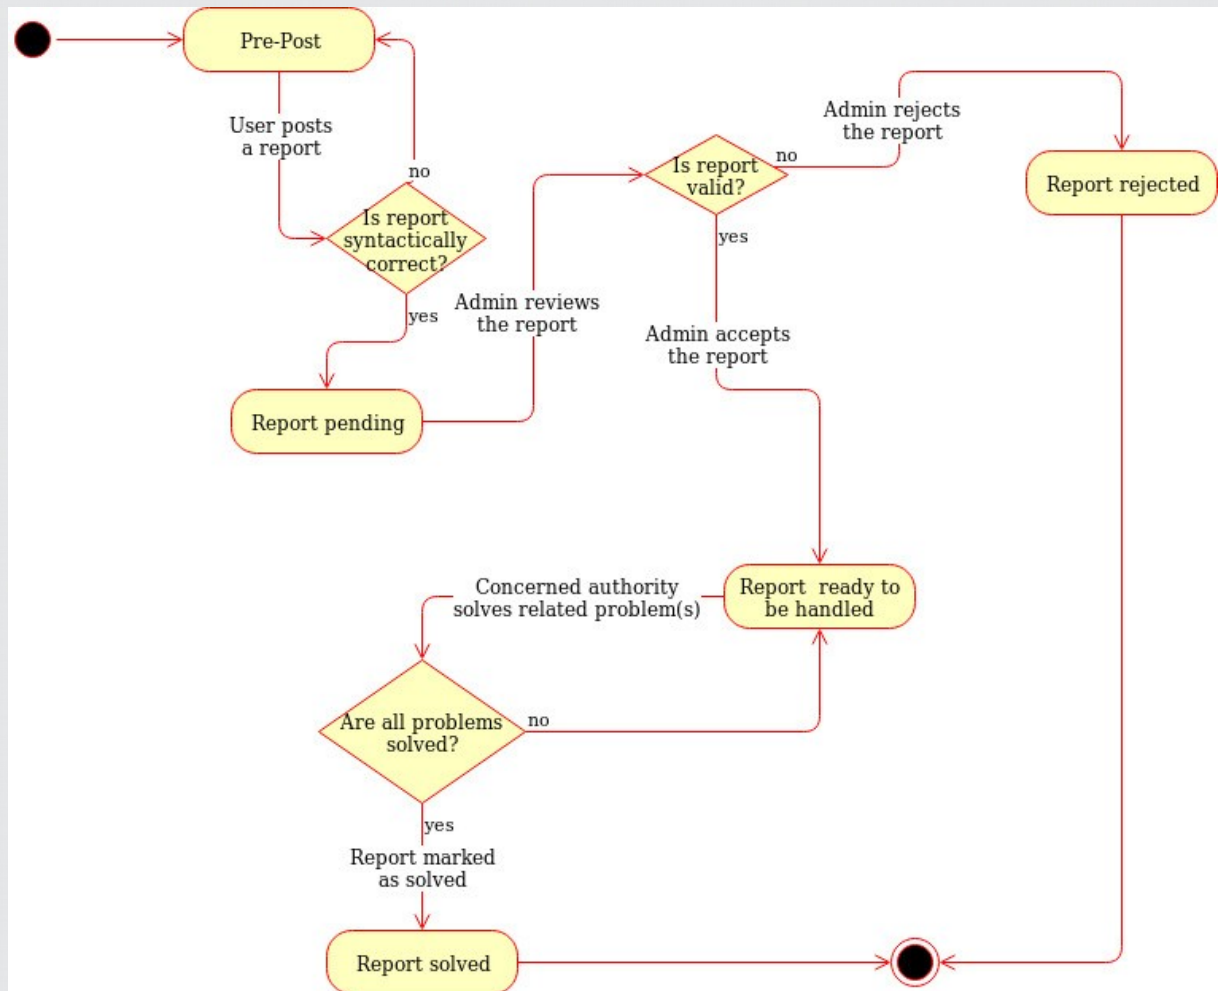 Pre-Post
User posts
a report
no
Is report
syntactically
correct?
yes
Report pending
Admin reviews
the report
Is report
valid?
no
Admin rejects
the report
Report rejected
yes
Admin accepts
the report
Report ready to
be handled
Concerned authority
solves related problem(s)
Are all problems
solved?
no
yes
Report marked
as solved
Report solved